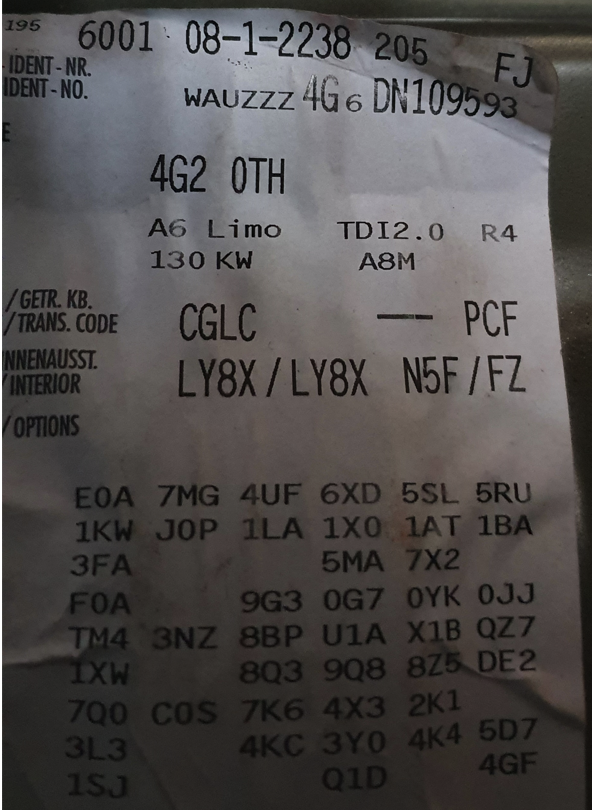 195 6001 08-1-2238 205 FJ
IDENT-NR.
IDENT-NO. WAUZZZ 4G6 DN109593
E
4G2 0TH
A6 Limo TDI2.0 R4
130 KW A8M
/GETR. KB.
/TRANS. CODE CGLC —— PCF
NNENAUSST.
/INTERIOR LY8X/LY8X N5F/FZ
/OPTIONS
E0A 7MG 4UF 6XD 5SL 5RU
1KW J0P 1LA 1X0 1AT 1BA
3FA 5MA 7X2
F0A 9G3 0G7 0YK 0JJ
TM4 3NZ 8BP U1A X1B QZ7
1XW 8Q3 9Q8 8Z5 DE2
7Q0 C0S 7K6 4X3 2K1
3L3 4KC 3Y0 4K4 5D7
1SJ Q1D 4GF